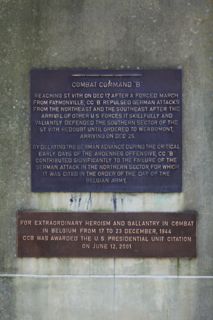 COMBAT COMMAND "B"
REACHING ST. VITH ON DEC 17 AFTER A FORCED MARCH
FROM FAYMONVILLE, CC "B" REPULSED GERMAN ATTACKS
FROM THE NORTHEAST AND THE SOUTHEAST AFTER THE
ARRIVAL OF OTHER U.S. FORCES IT SKILLFULLY AND
VALIANTLY DEFENDED THE SOUTHERN SECTOR OF THE
ST. VITH REDOUBT UNTIL ORDERED TO WERBOMONT,
ARRIVING ON DEC 23.
BY DELAYING THE GERMAN ADVANCE DURING THE CRITICAL
EARLY DAYS OF THE ARDENNES OFFENSIVE CC "B"
CONTRIBUTED SIGNIFICANTLY TO THE FAILURE OF THE
GERMAN ATTACK IN THE NORTHERN SECTOR, FOR WHICH
IT WAS CITED IN THE ORDER OF THE DAY OF THE
BELGIAN ARMY.
FOR EXTRAORDINARY HEROISM AND GALLANTRY IN COMBAT
IN BELGIUM FROM 17 TO 23 DECEMBER, 1944
CCB WAS AWARDED THE U.S. PRESIDENTIAL UNIT CITATION
ON JUNE 12, 2001.